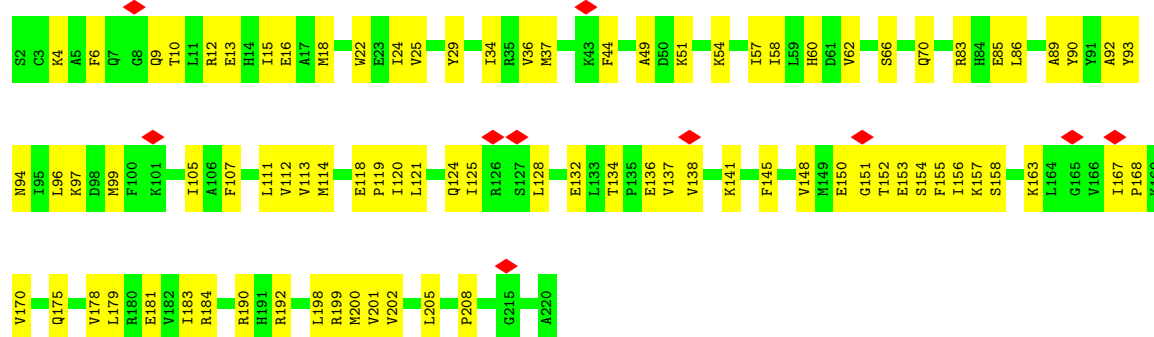 S2 C3 K4 A5 F6 Q7 G8 Q9 T10 L11 R12 E13 H14 I15 E16 A17 M18 W22 E23 I24 V25 Y29 I34 R35 V36 M37 K43 F44 A49 D50 K51 K54 I57 I58 L59 H60 D61 V62 S66 Q70 R83 H84 E85 L86 A89 Y90 Y91 A92 Y93
N94 I95 L96 K97 D98 M99 F100 K101 I105 A106 F107 L111 V112 V113 M114 E118 P119 I120 L121 Q124 I125 R126 S127 L128 E132 L133 T134 P135 E136 V137 V138 K141 F145 V148 M149 E150 G151 T152 E153 S154 F155 I156 K157 S158 K163 L164 G165 V166 I167 P168 K169
V170 Q175 V178 L179 R180 E181 V182 I183 R184 R190 H191 R192 L198 R199 M200 V201 V202 L205 P208 G215 A220